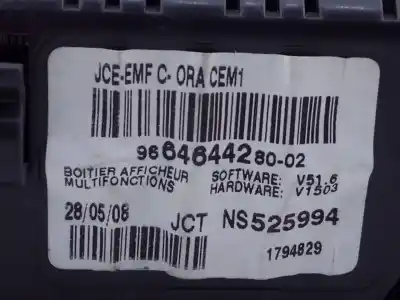 JCE-EMF C- ORA CEM1
9664644280-02
BOITIER AFFICHEUR SOFTWARE: V51.6
MULTIFONCTIONS HARDWARE: V1503
28/05/08 JCT NS525994
1794829